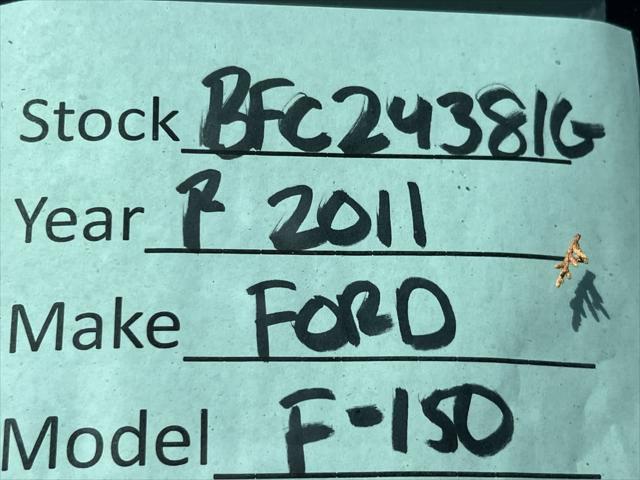 Stock BFC24381G
Year R 2011
Make FORD
Model F-150